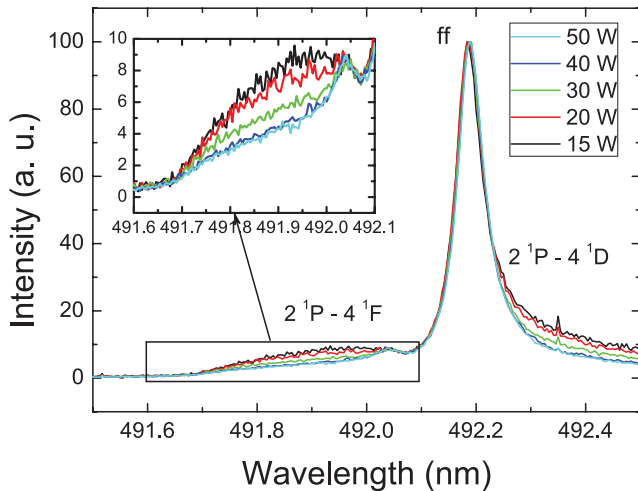 ff
50 W
40 W
30 W
20 W
15 W
10
8
6
4
2
0
491.6 491.7 491.8 491.9 492.0 492.1
100
80
60
40
20
0
Intensity (a. u.)
2 ¹P - 4 ¹F
2 ¹P - 4 ¹D
491.6 491.8 492.0 492.2 492.4
Wavelength (nm)